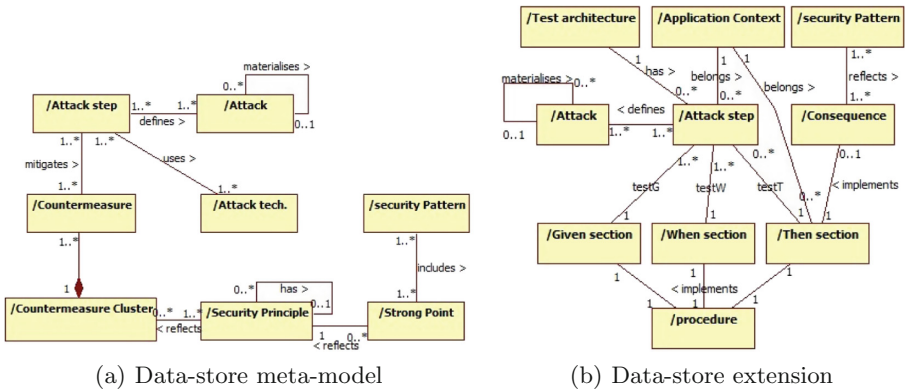 materialises >
0..*
/Attack step
1..*
1..*
/Attack
defines >
0..1
1..*
1..*
mitigates >
uses >
1..*
1..*
/Countermeasure
/Attack tech.
/security Pattern
1..*
1..*
includes >
0..*
has >
0..1
1
1..*
/Countermeasure Cluster
0..*
1..*
/Security Principle
/Strong Point
< reflects
1
0..*
< reflects
(a) Data-store meta-model
/Test architecture
/Application Context
/security Pattern
1
1
1
1..*
has >
belongs >
belongs >
reflects >
materialises >
0..*
0..*
0..*
1..*
/Attack
< defines
/Attack step
/Consequence
0..1
1..*
1..*
1..*
1..*
0..*
0..1
testG
testW
testT
< implements
1
1
1
0..*
1
/Given section
/When section
/Then section
1
1
1
< implements
1
1
1
/procedure
(b) Data-store extension